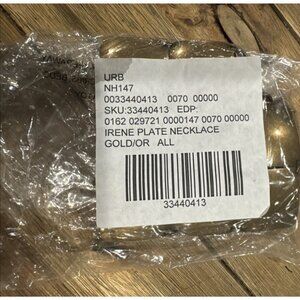 URB
NH147
0033440413 0070 00000
SKU:33440413 EDP:
0162 029721 0000147 0070 00000
IRENE PLATE NECKLACE
GOLD/OR ALL
33440413